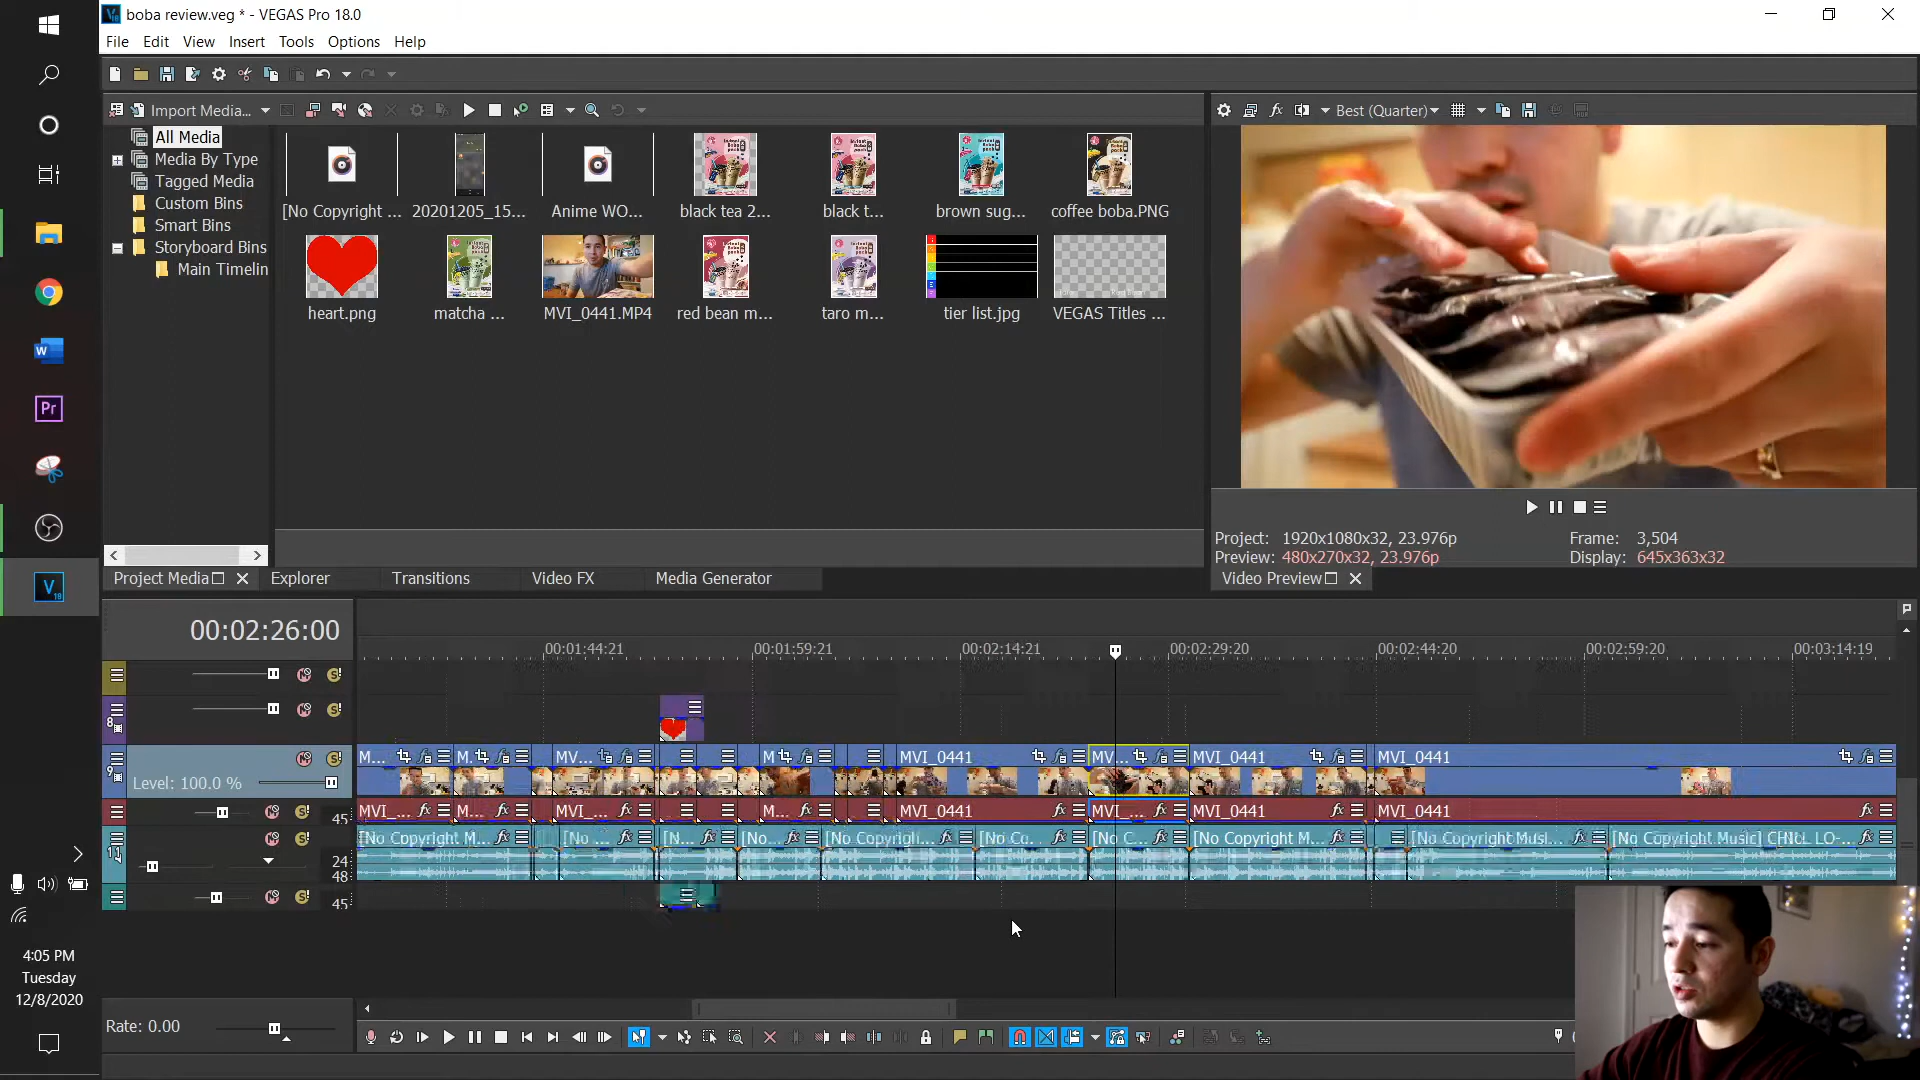 boba review.veg * - VEGAS Pro 18.0
File Edit View Insert Tools Options Help
Import Media...
Best (Quarter)
All Media
Media By Type
Tagged Media
Custom Bins
Smart Bins
Storyboard Bins
Main Timelin
[No Copyright ... 20201205_15... Anime WO... black tea 2... black t... brown sug... coffee boba.PNG
heart.png matcha ... MVI_0441.MP4 red bean m... taro m... tier list.jpg VEGAS Titles ...
Project: 1920x1080x32, 23.976p Frame: 3,504
Preview: 480x270x32, 23.976p Display: 645x363x32
Project Media Explorer Transitions Video FX Media Generator Video Preview
00:02:26:00
00:01:44:21 00:01:59:21 00:02:14:21 00:02:29:20 00:02:44:20 00:02:59:20 00:03:14:19
8
9
M... M. MV... M MVI_0441 MV... MVI_0441 MVI_0441
Level: 100.0 %
MVI_... M... MVI_... M... MVI_0441 MVI_... MVI_0441 MVI_0441
45
[No Copyright M... [No ... [N... [No... [No Copyrigh... [No Co... [No C... [No Copyright M... [No Copyright Musi... [No Copyright Music] CHILL LO-...
11
24
48
45
Rate: 0.00
W
Pr
V
18
4:05 PM
Tuesday
12/8/2020